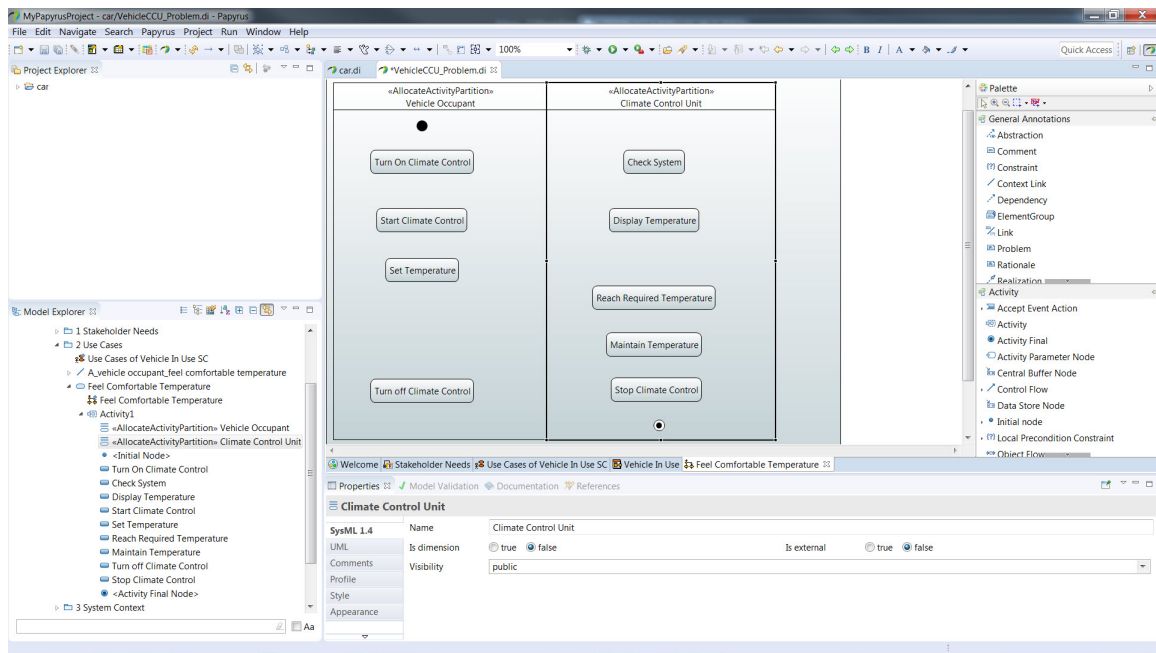 MyPapyrusProject - car/VehicleCCU_Problem.di - Papyrus
File Edit Navigate Search Papyrus Project Run Window Help
100%
B I A
Quick Access
Project Explorer
car
car.di
*VehicleCCU_Problem.di
«AllocateActivityPartition»
Vehicle Occupant
«AllocateActivityPartition»
Climate Control Unit
Turn On Climate Control
Check System
Start Climate Control
Display Temperature
Set Temperature
Reach Required Temperature
Maintain Temperature
Turn off Climate Control
Stop Climate Control
Palette
General Annotations
Abstraction
Comment
Constraint
Context Link
Dependency
ElementGroup
Link
Problem
Rationale
Realization
Activity
Accept Event Action
Activity
Activity Final
Activity Parameter Node
Central Buffer Node
Control Flow
Data Store Node
Initial node
Local Precondition Constraint
Object Flow
Model Explorer
1 Stakeholder Needs
2 Use Cases
Use Cases of Vehicle In Use SC
A_vehicle occupant_feel comfortable temperature
Feel Comfortable Temperature
Feel Comfortable Temperature
Activity1
«AllocateActivityPartition» Vehicle Occupant
«AllocateActivityPartition» Climate Control Unit
<Initial Node>
Turn On Climate Control
Check System
Display Temperature
Start Climate Control
Set Temperature
Reach Required Temperature
Maintain Temperature
Turn off Climate Control
Stop Climate Control
<Activity Final Node>
3 System Context
Aa
Welcome Stakeholder Needs Use Cases of Vehicle In Use SC Vehicle In Use Feel Comfortable Temperature
Properties Model Validation Documentation References
Climate Control Unit
SysML 1.4
UML
Comments
Profile
Style
Appearance
Name Climate Control Unit
Is dimension true false Is external true false
Visibility public